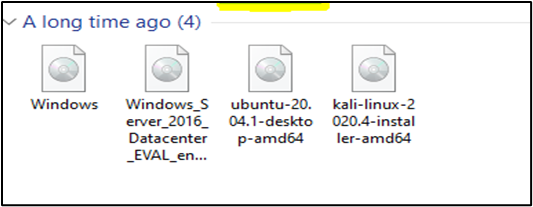 A long time ago (4)
Windows
Windows_S
erver_2016_
Datacenter
_EVAL_en...
ubuntu-20.
04.1-deskto
p-amd64
kali-linux-2
020.4-instal
ler-amd64